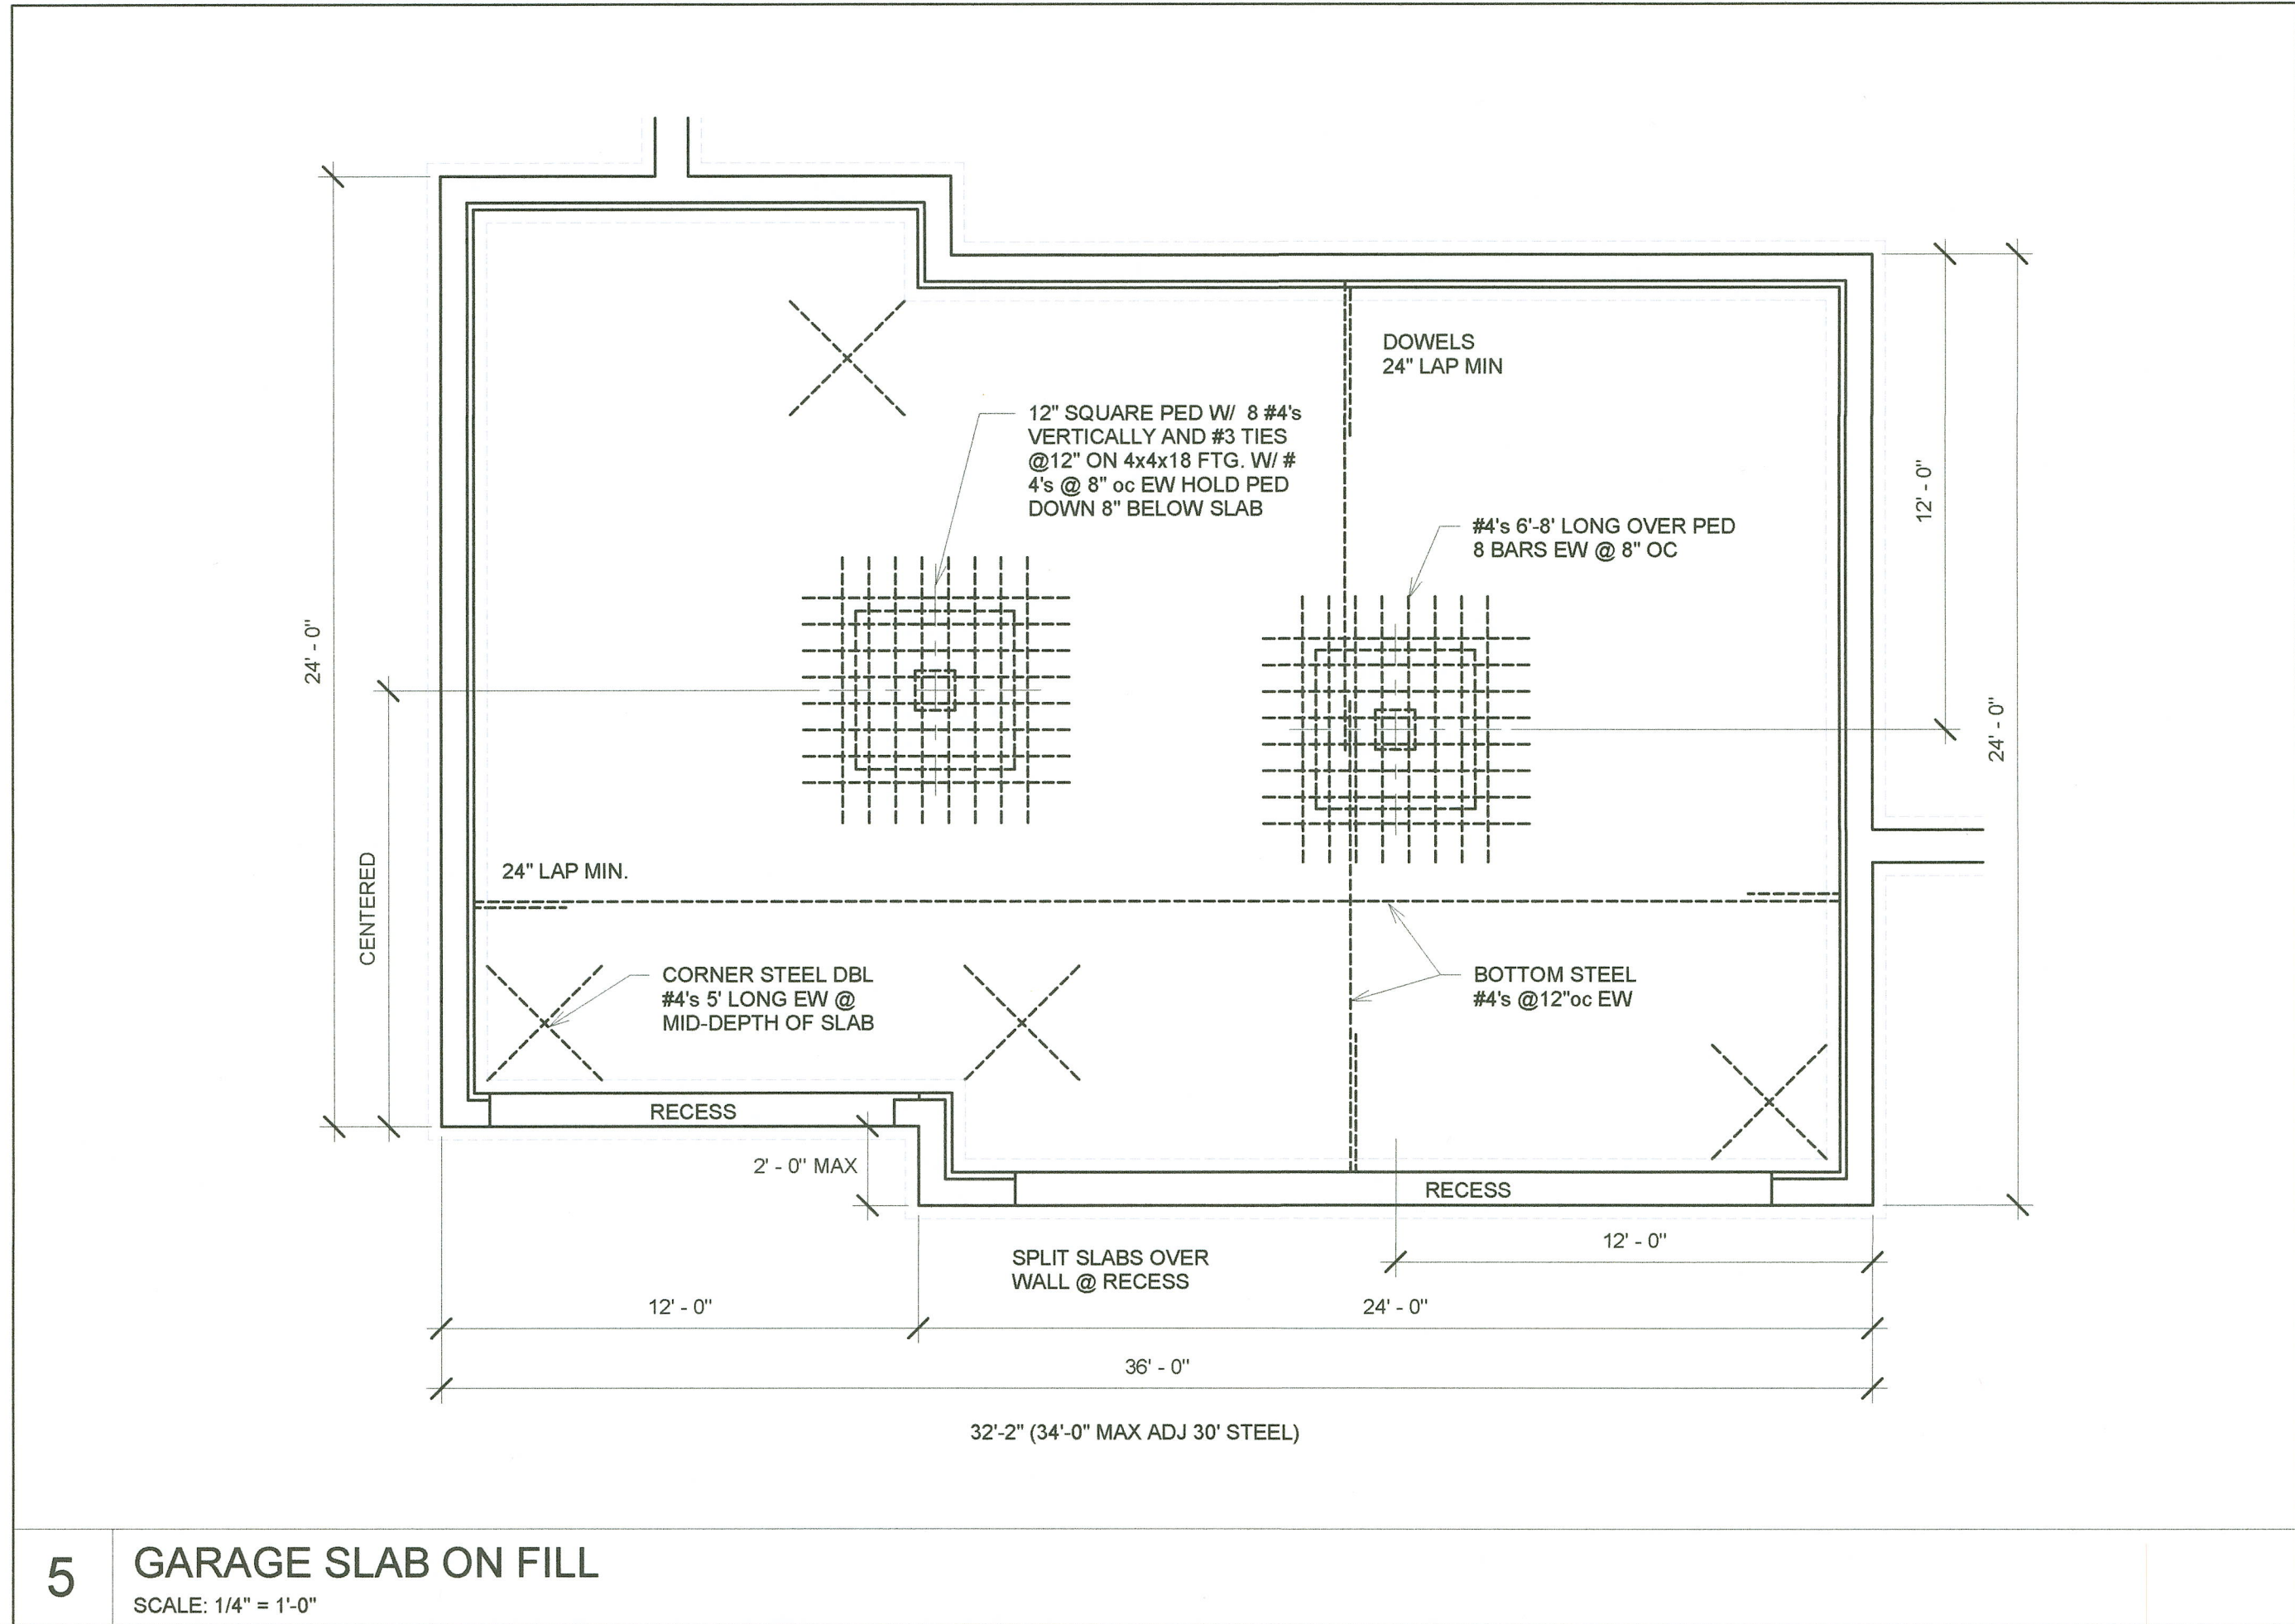 DOWELS
24" LAP MIN
12" SQUARE PED W/ 8 #4's
VERTICALLY AND #3 TIES
@12" ON 4x4x18 FTG. W/ #
4's @ 8" oc EW HOLD PED
DOWN 8" BELOW SLAB
#4's 6'-8' LONG OVER PED
8 BARS EW @ 8" OC
12' - 0"
24' - 0"
24' - 0"
CENTERED
24" LAP MIN.
CORNER STEEL DBL
#4's 5' LONG EW @
MID-DEPTH OF SLAB
BOTTOM STEEL
#4's @12"oc EW
RECESS
2' - 0" MAX
RECESS
12' - 0"
SPLIT SLABS OVER
WALL @ RECESS
12' - 0"
24' - 0"
36' - 0"
32'-2" (34'-0" MAX ADJ 30' STEEL)
5
GARAGE SLAB ON FILL
SCALE: 1/4" = 1'-0"